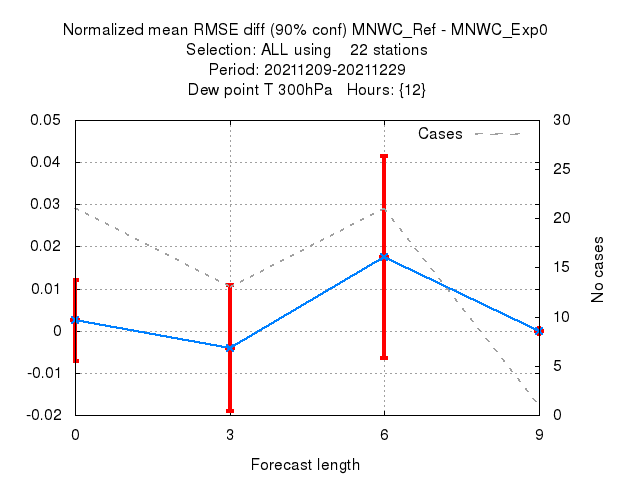 Normalized mean RMSE diff (90% conf) MNWC_Ref - MNWC_Exp0
Selection: ALL using    22 stations
Period: 20211209-20211229
Dew point T 300hPa   Hours: {12}
Cases
0.05
0.04
0.03
0.02
0.01
0
-0.01
-0.02
30
25
20
15
10
5
0
No cases
0
3
6
9
Forecast length